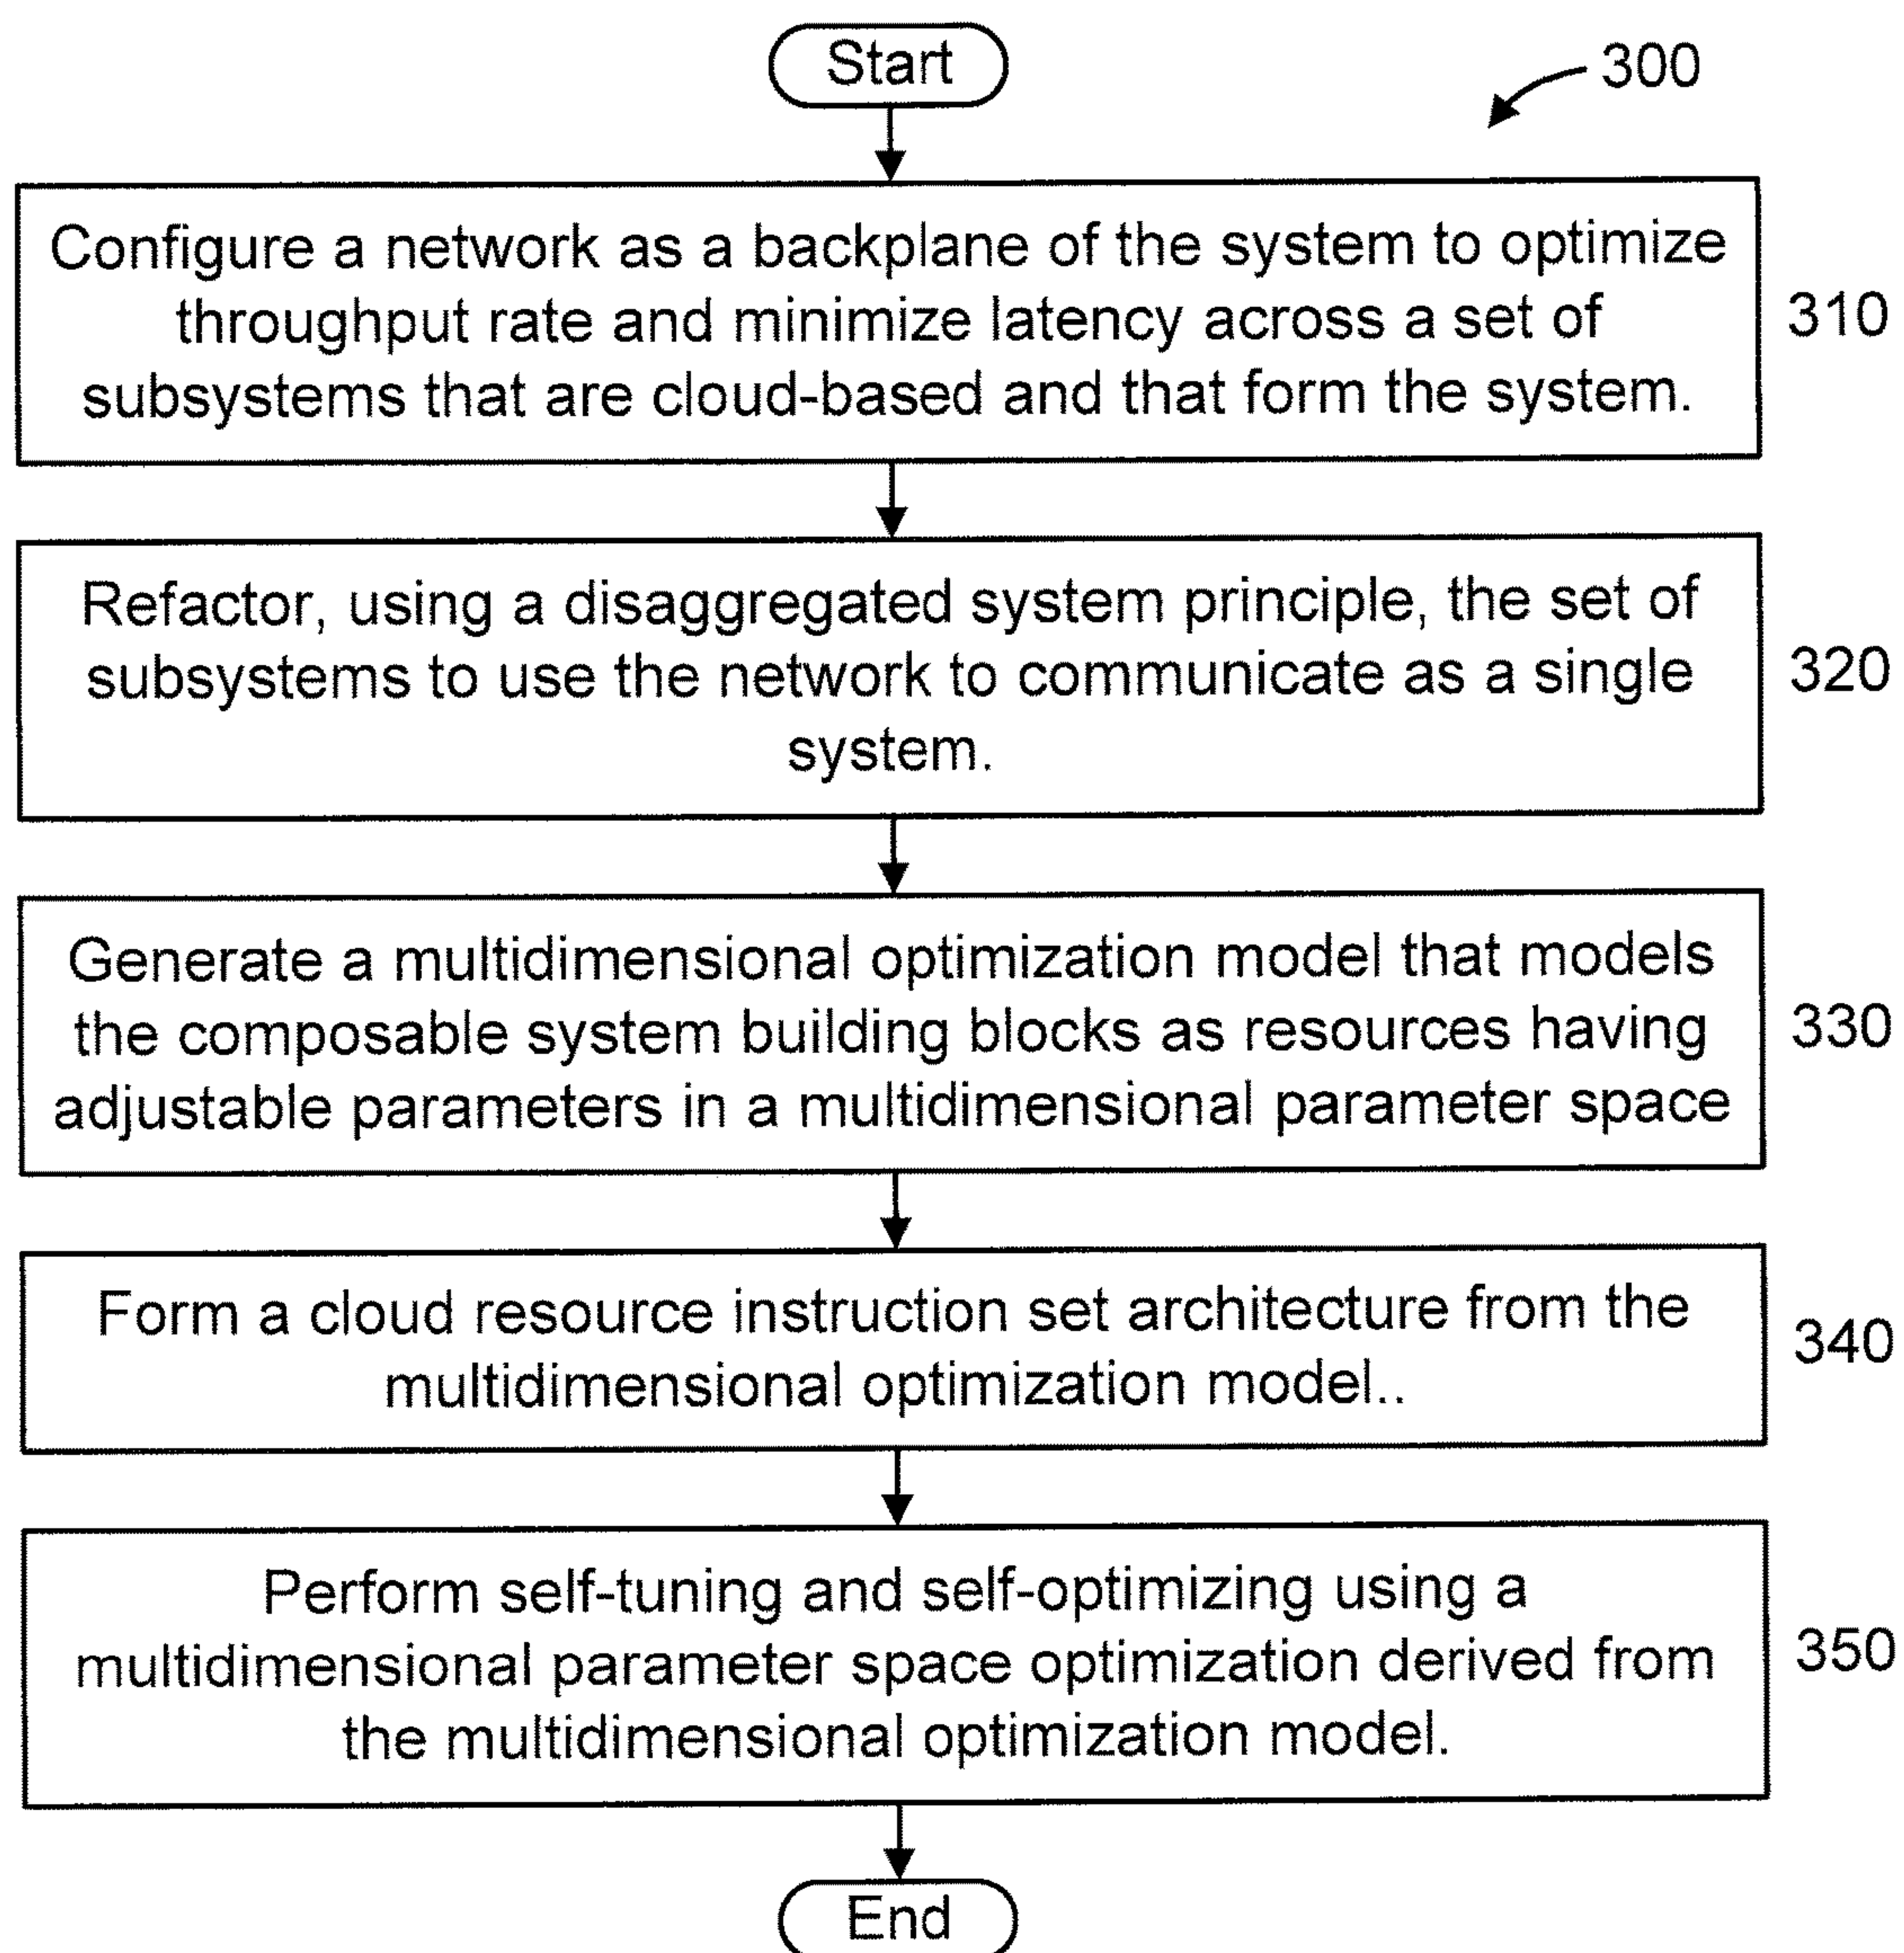 Start
300
Configure a network as a backplane of the system to optimize
throughput rate and minimize latency across a set of
subsystems that are cloud-based and that form the system.
310
Refactor, using a disaggregated system principle, the set of
subsystems to use the network to communicate as a single
system.
320
Generate a multidimensional optimization model that models
the composable system building blocks as resources having
adjustable parameters in a multidimensional parameter space
330
Form a cloud resource instruction set architecture from the
multidimensional optimization model..
340
Perform self-tuning and self-optimizing using a
multidimensional parameter space optimization derived from
the multidimensional optimization model.
350
End